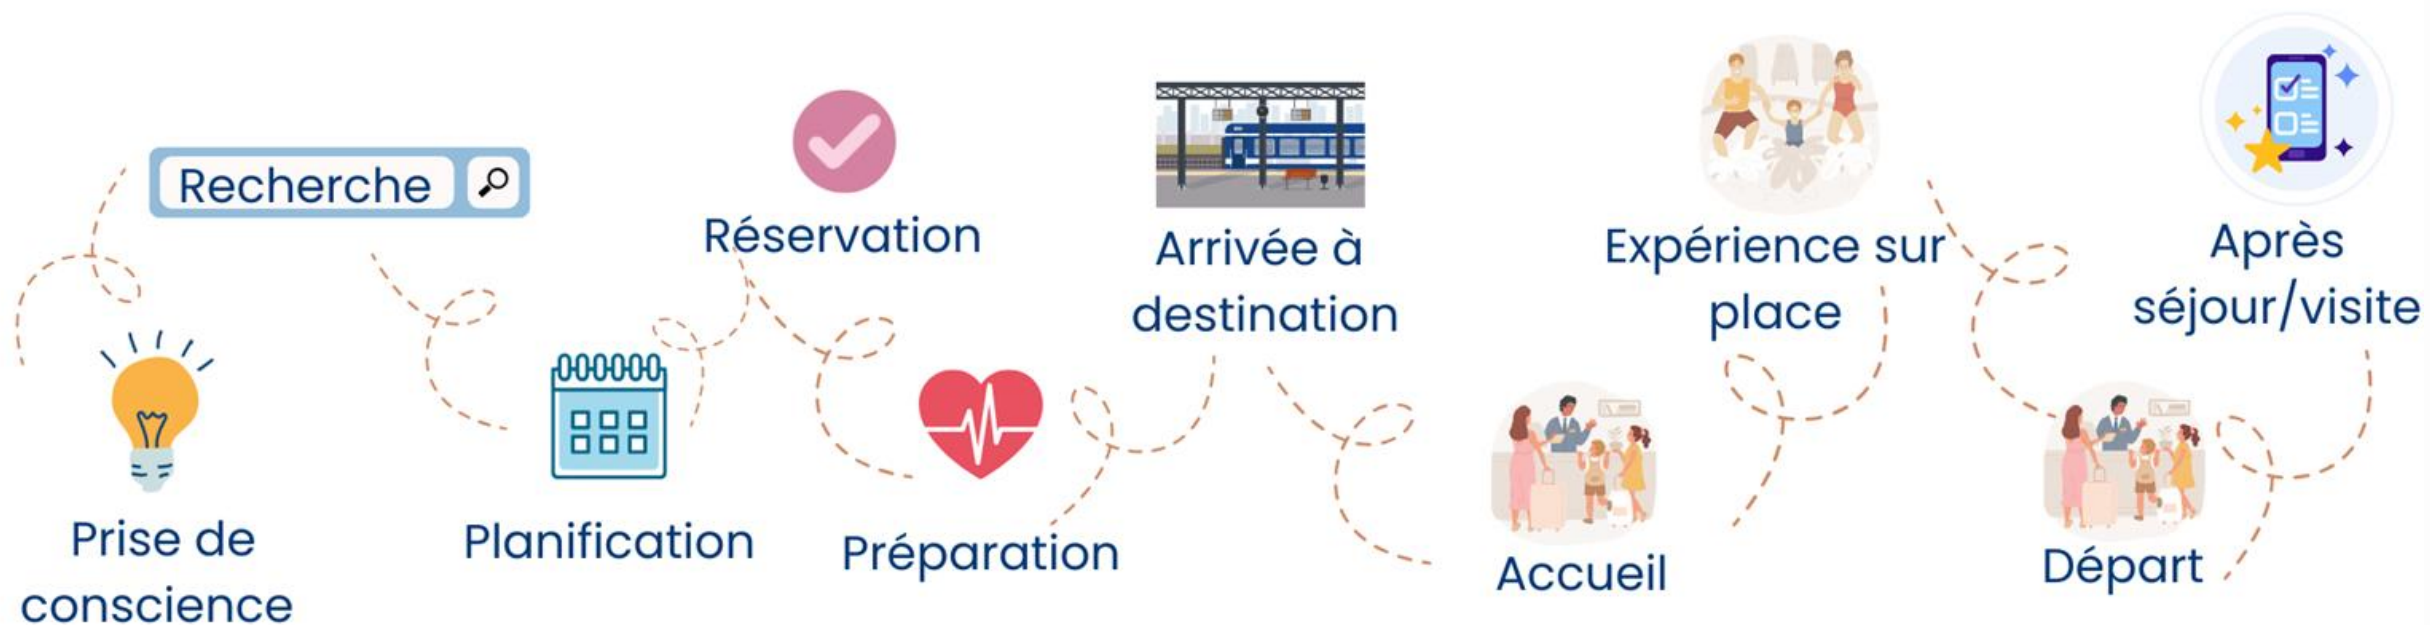 Prise de
conscience
Recherche
Planification
Réservation
Préparation
Arrivée à
destination
Accueil
Expérience sur
place
Départ
Après
séjour/visite